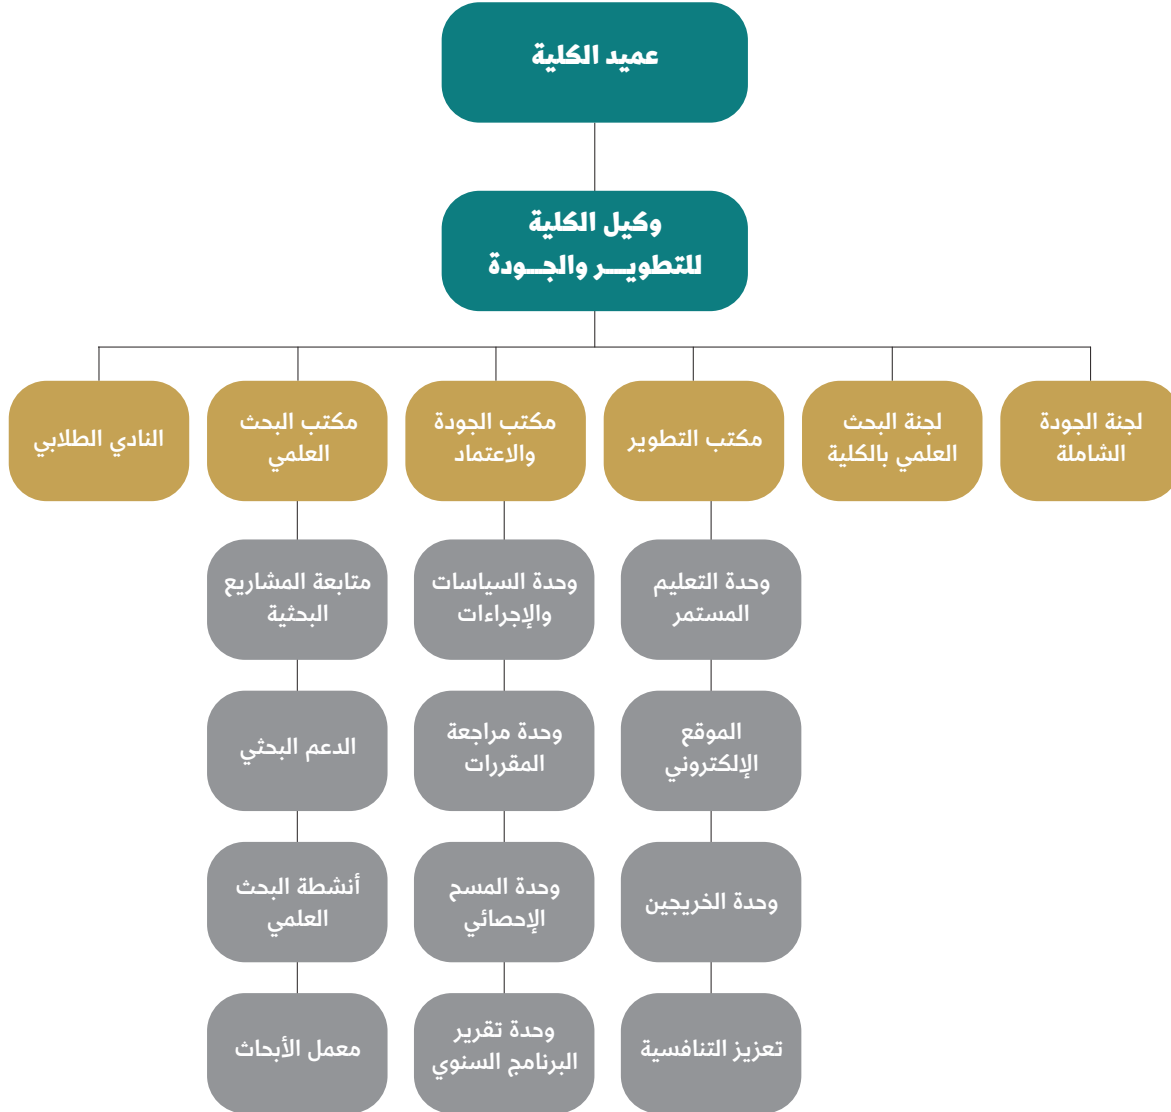 عميد الكلية
وكيل الكلية
للتطويـــر والجـــودة
لجنة الجودة
الشاملة
لجنة البحث
العلمي بالكلية
مكتب التطوير
مكتب الجودة
والاعتماد
مكتب البحث
العلمي
النادي الطلابي
وحدة التعليم
المستمر
وحدة السياسات
والإجراءات
متابعة المشاريع
البحثية
الموقع
الإلكتروني
وحدة مراجعة
المقررات
الدعم البحثي
وحدة الخريجين
وحدة المسح
الإحصائي
أنشطة البحث
العلمي
تعزيز التنافسية
وحدة تقرير
البرنامج السنوي
معمل الأبحاث